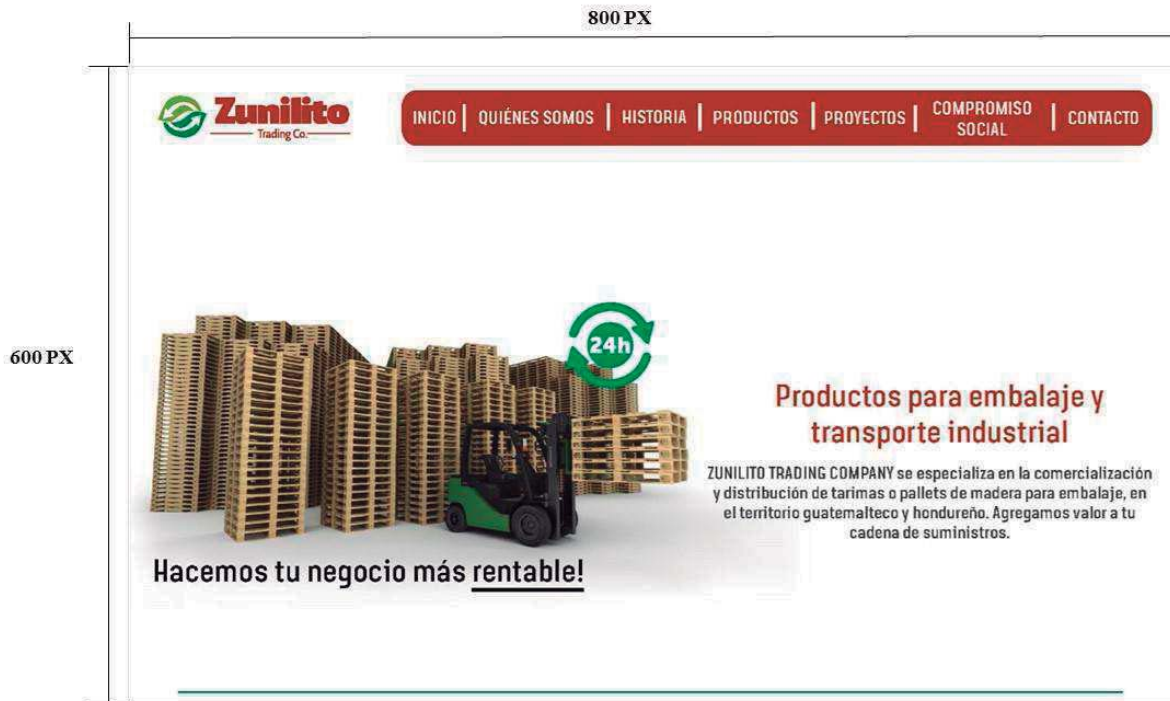 800 PX
600 PX
Zunilito
Trading Co.
INICIO | QUIÉNES SOMOS | HISTORIA | PRODUCTOS | PROYECTOS | COMPROMISO SOCIAL | CONTACTO
24h
Productos para embalaje y
transporte industrial
ZUNILITO TRADING COMPANY se especializa en la comercialización
y distribución de tarimas o pallets de madera para embalaje, en
el territorio guatemalteco y hondureño. Agregamos valor a tu
cadena de suministros.
Hacemos tu negocio más rentable!